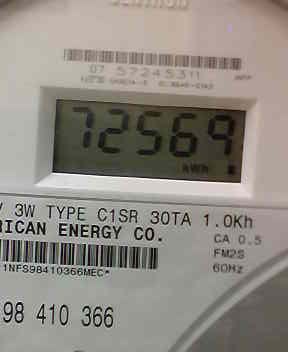 07 57245311
72569
kWH
V 3W TYPE C1SR 30TA 1.0Kh
RICAN ENERGY CO.
CA 0.5
FM2S
60Hz
1NFS98410366MEC*
98 410 366